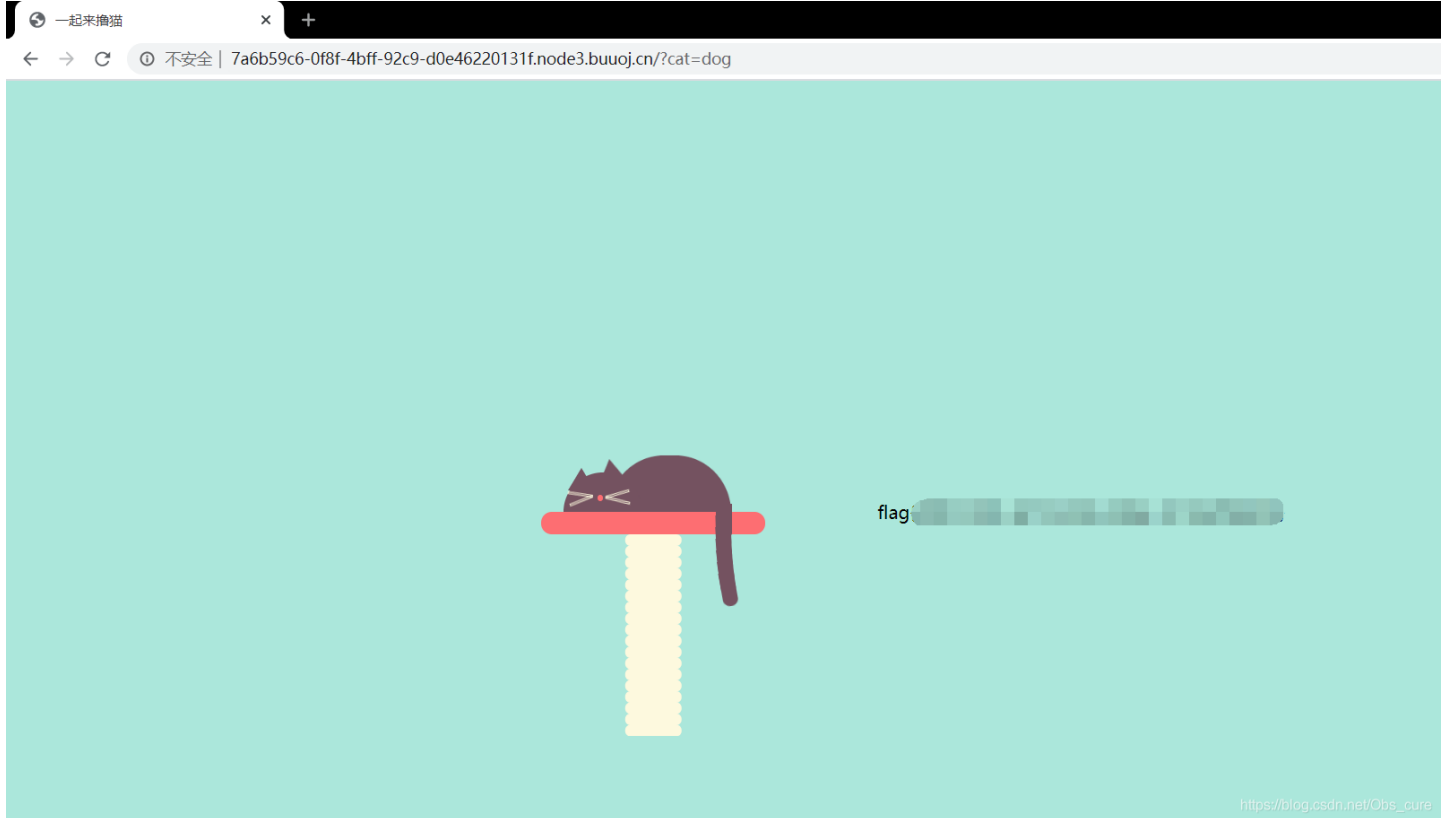 一起来撸猫
不安全 | 7a6b59c6-0f8f-4bff-92c9-d0e46220131f.node3.buuoj.cn/?cat=dog
flag
https://blog.csdn.net/Obs_cure